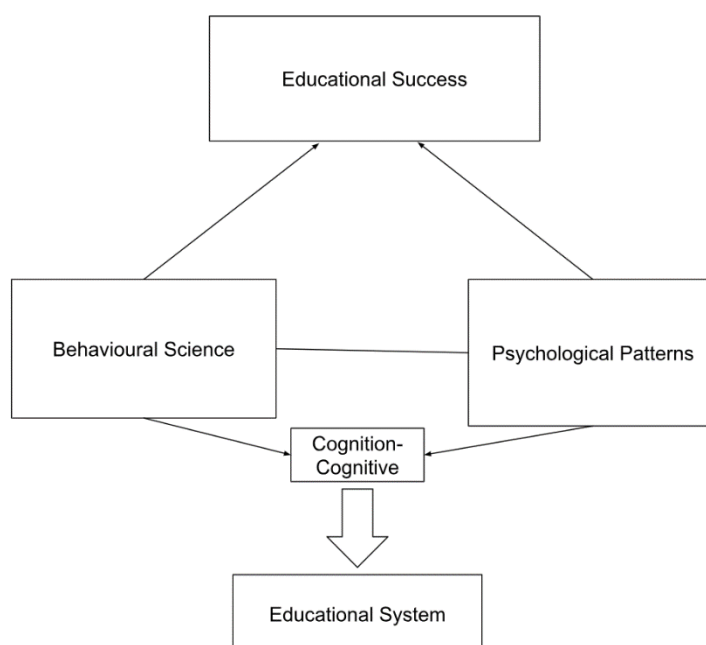 Educational Success
Behavioural Science
Psychological Patterns
Cognition-
Cognitive
Educational System